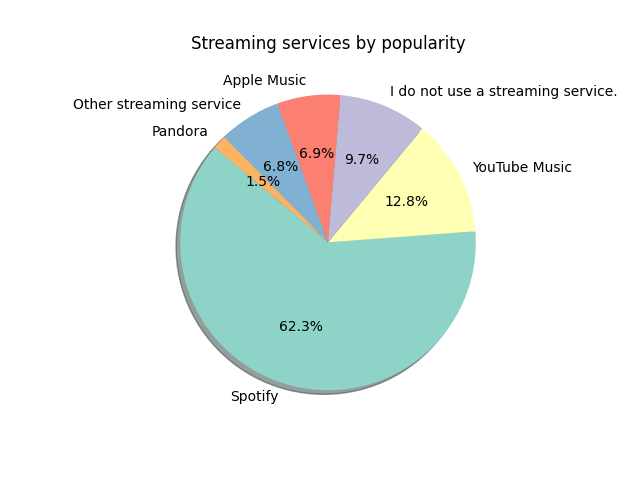 Streaming services by popularity
Apple Music
I do not use a streaming service.
Other streaming service
Pandora
6.9%
9.7%
6.8%
YouTube Music
1.5%
12.8%
62.3%
Spotify